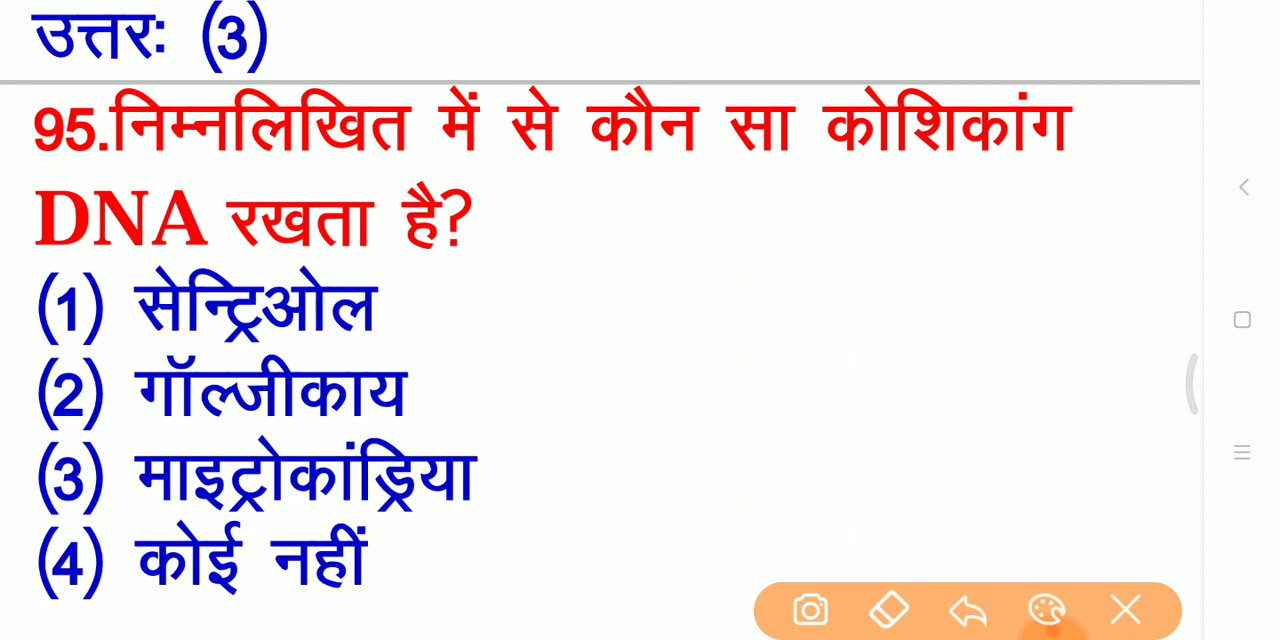 उत्तरः (3)
95.निम्नलिखित में से कौन सा कोशिकांग
DNA रखता है?
(1) सेन्ट्रिओल
(2) गॉल्जीकाय
(3) माइट्रोकांड्रिया
(4) कोई नहीं